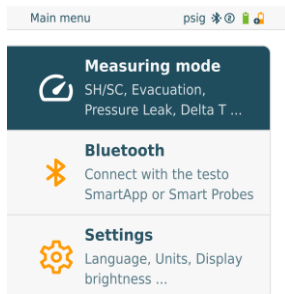 Main menu psig
Measuring mode
SH/SC, Evacuation,
Pressure Leak, Delta T ...
Bluetooth
Connect with the testo
SmartApp or Smart Probes
Settings
Language, Units, Display
brightness ...